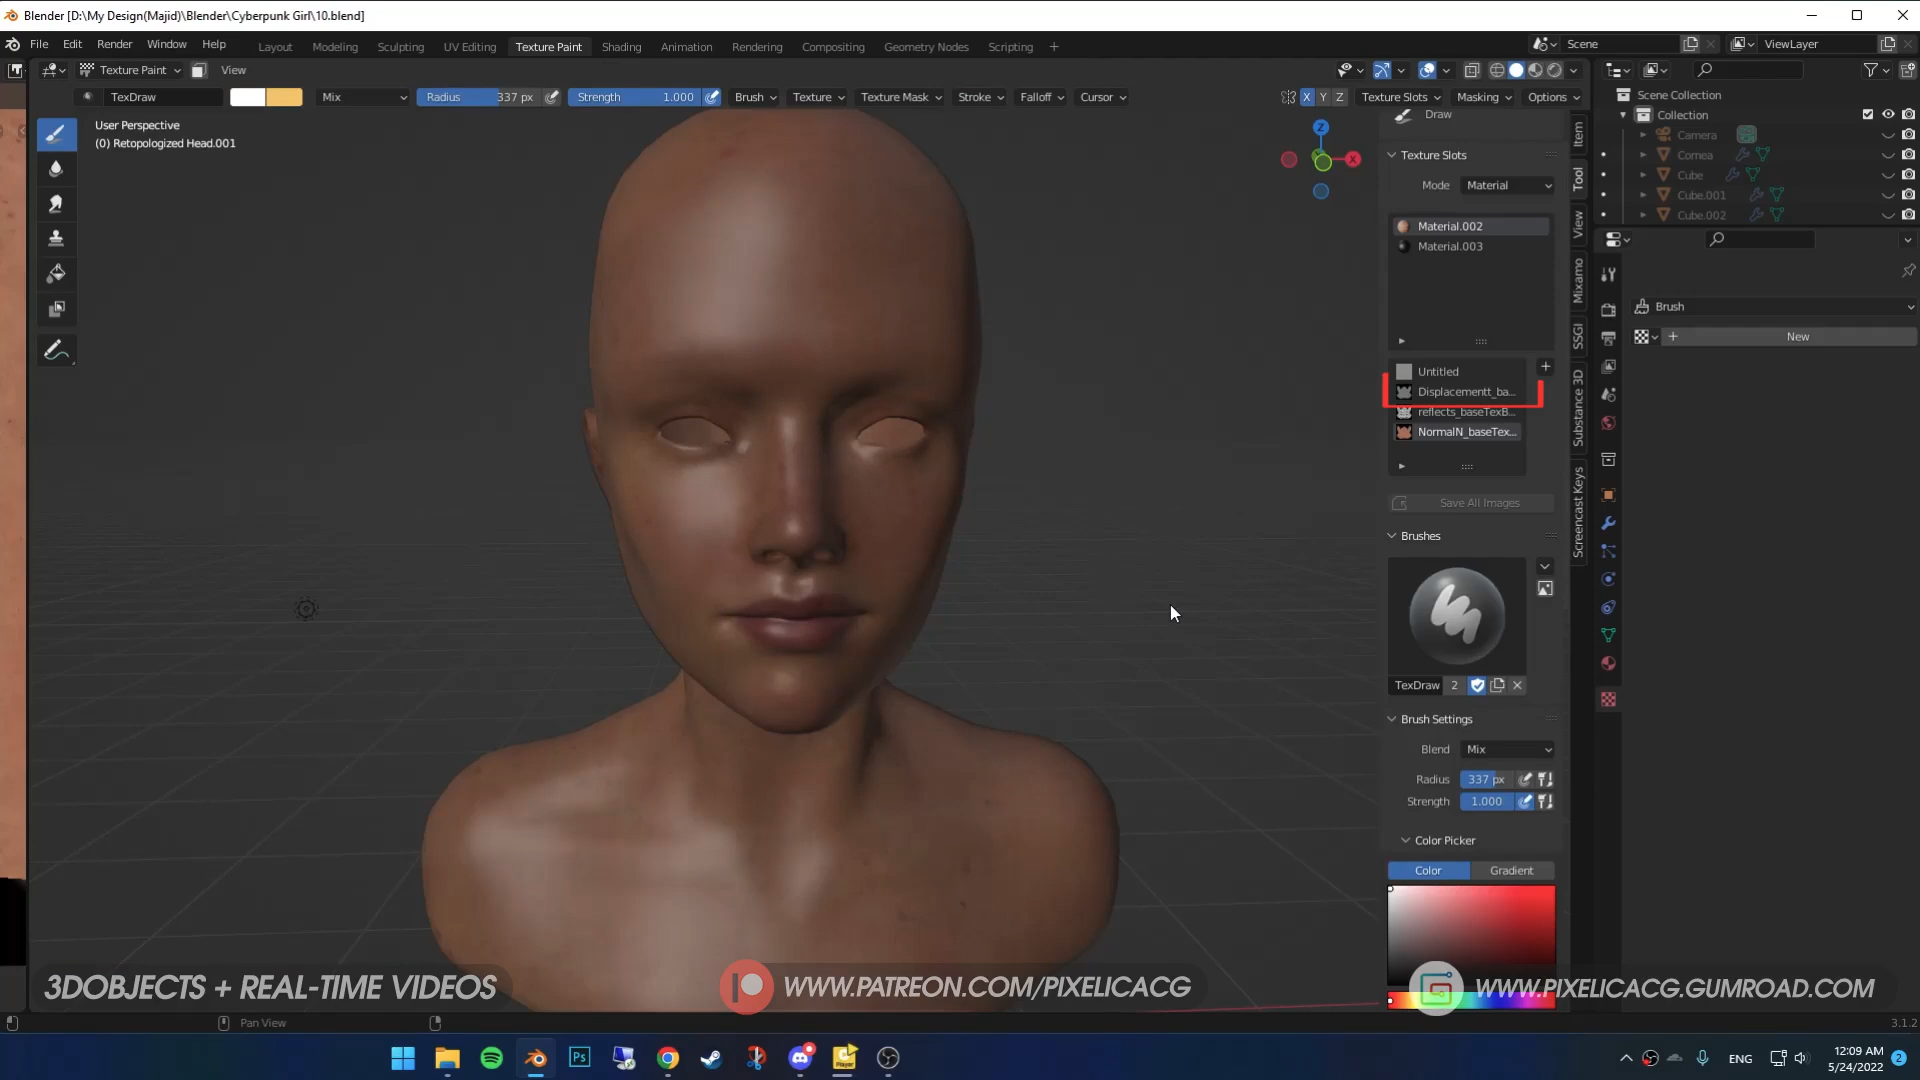 Blender [D:\My Design(Majid)\Blender\Cyberpunk Girl\10.blend]
File Edit Render Window Help Layout Modeling Sculpting UV Editing Texture Paint Shading Animation Rendering Compositing Geometry Nodes Scripting + Scene ViewLayer
Texture Paint View
TexDraw Mix Radius 337 px Strength 1.000 Brush Texture Texture Mask Stroke Falloff Cursor X Y Z Texture Slots Masking Options
User Perspective
(0) Retopologized Head.001
Z
X
Draw
Texture Slots
Mode Material
Material.002
Material.003
Untitled
Displacementt_ba...
reflects_baseTexB...
NormalN_baseTex...
Save All Images
Brushes
TexDraw 2
Brush Settings
Blend Mix
Radius 337 px
Strength 1.000
Color Picker
Color Gradient
Item
Tool
View
Mixamo
SSGI
Substance 3D
Screencast Keys
Scene Collection
Collection
Camera
Cornea
Cube
Cube.001
Cube.002
Brush
New
3DOBJECTS + REAL-TIME VIDEOS
WWW.PATREON.COM/PIXELICACG
WWW.PIXELICACG.GUMROAD.COM
Pan View
3.1.2
Ps
Player
ENG
12:09 AM
5/24/2022
2